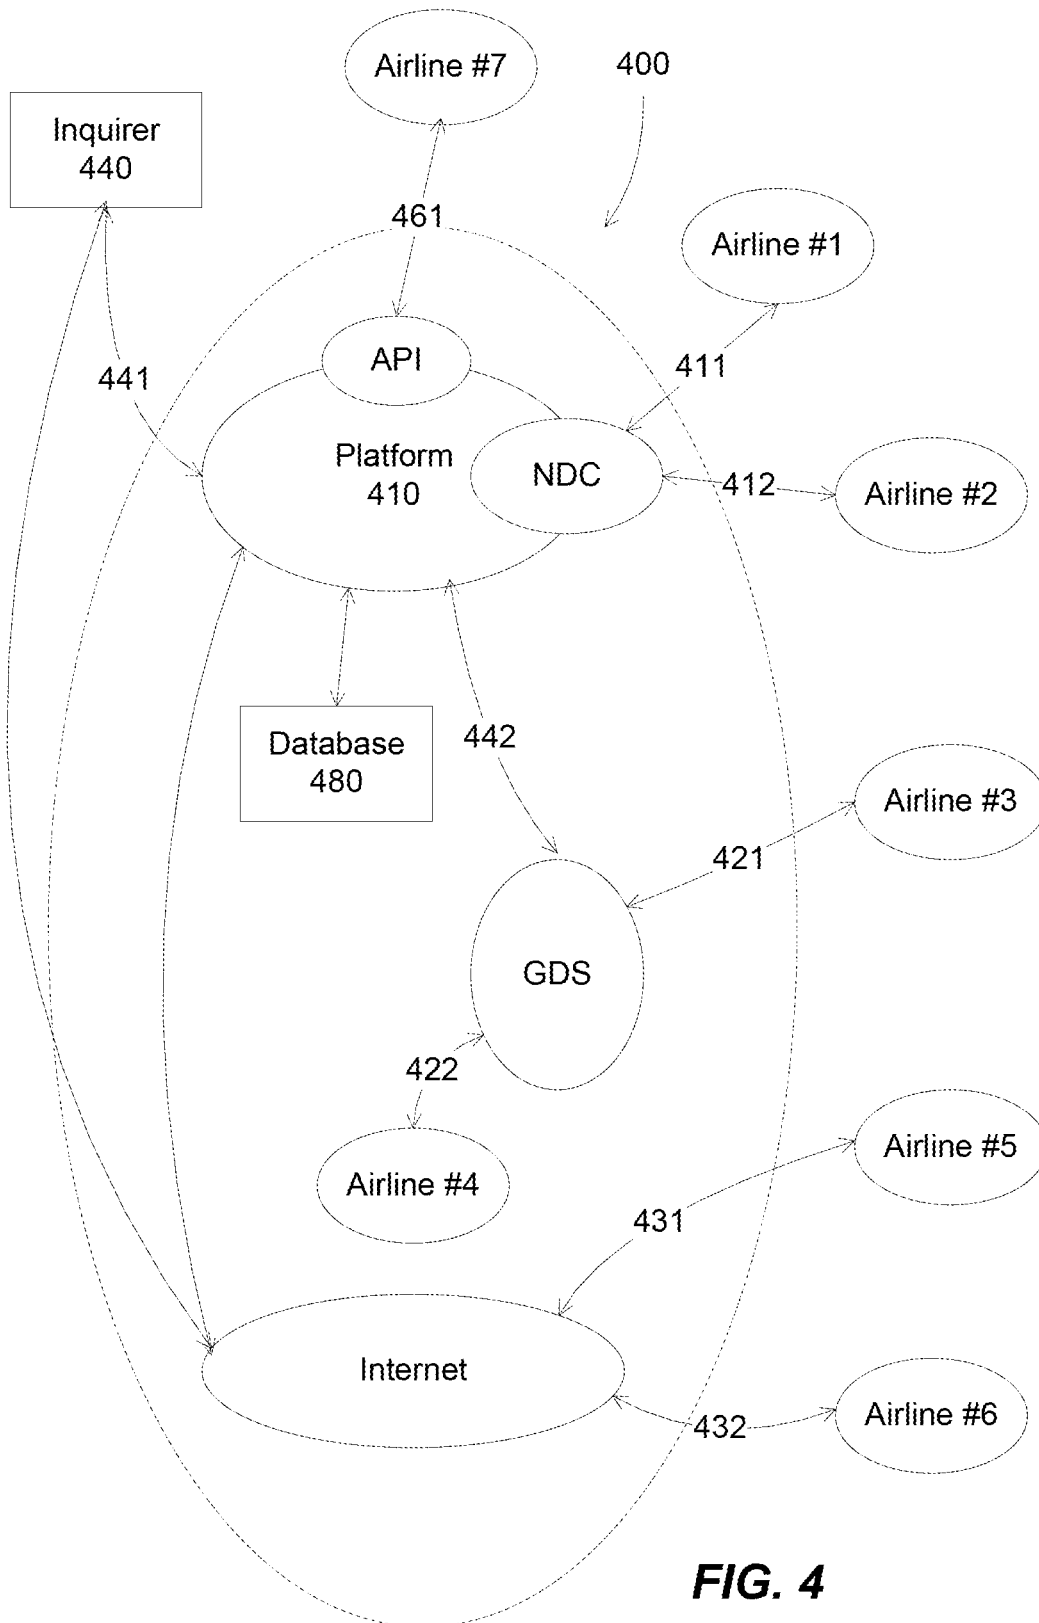 Airline #7
400
Inquirer
440
461
Airline #1
API
411
441
Platform
410
NDC
412
Airline #2
Database
480
442
Airline #3
421
GDS
422
Airline #5
Airline #4
431
Internet
Airline #6
432
FIG. 4